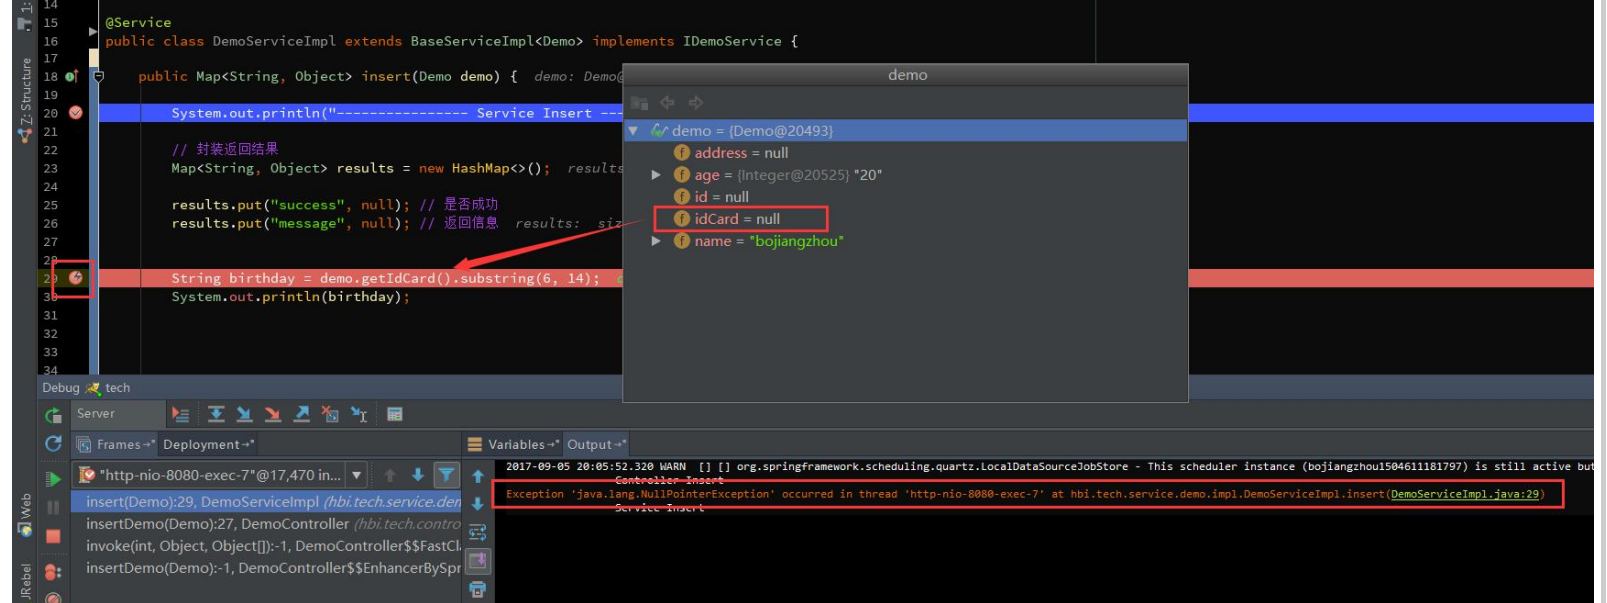 1:
14
15 @Service
16 public class DemoServiceImpl extends BaseServiceImpl<Demo> implements IDemoService {
17
18 public Map<String, Object> insert(Demo demo) { demo: Demo@
19
20 System.out.println("---------------- Service Insert ---
21
22 // 封装返回结果
23 Map<String, Object> results = new HashMap<>(); results
24
25 results.put("success", null); // 是否成功
26 results.put("message", null); // 返回信息 results: siz
27
28
29 String birthday = demo.getIdCard().substring(6, 14);
30 System.out.println(birthday);
31
32
33
34
demo
demo = {Demo@20493}
address = null
age = {Integer@20525} "20"
id = null
idCard = null
name = "bojiangzhou"
Z: Structure
Web
JRebel
Debug tech
Server
Frames→* Deployment→*
Variables→* Output→*
"http-nio-8080-exec-7"@17,470 in...
insert(Demo):29, DemoServiceImpl (hbi.tech.service.den
insertDemo(Demo):27, DemoController (hbi.tech.contro
invoke(int, Object, Object[]):-1, DemoController$$FastCl
insertDemo(Demo):-1, DemoController$$EnhancerBySpr
2017-09-05 20:05:52.320 WARN [] [] org.springframework.scheduling.quartz.LocalDataSourceJobStore - This scheduler instance (bojiangzhou1504611181797) is still active but
Controller Insert
Exception 'java.lang.NullPointerException' occurred in thread 'http-nio-8080-exec-7' at hbi.tech.service.demo.impl.DemoServiceImpl.insert(DemoServiceImpl.java:29)
Service Insert